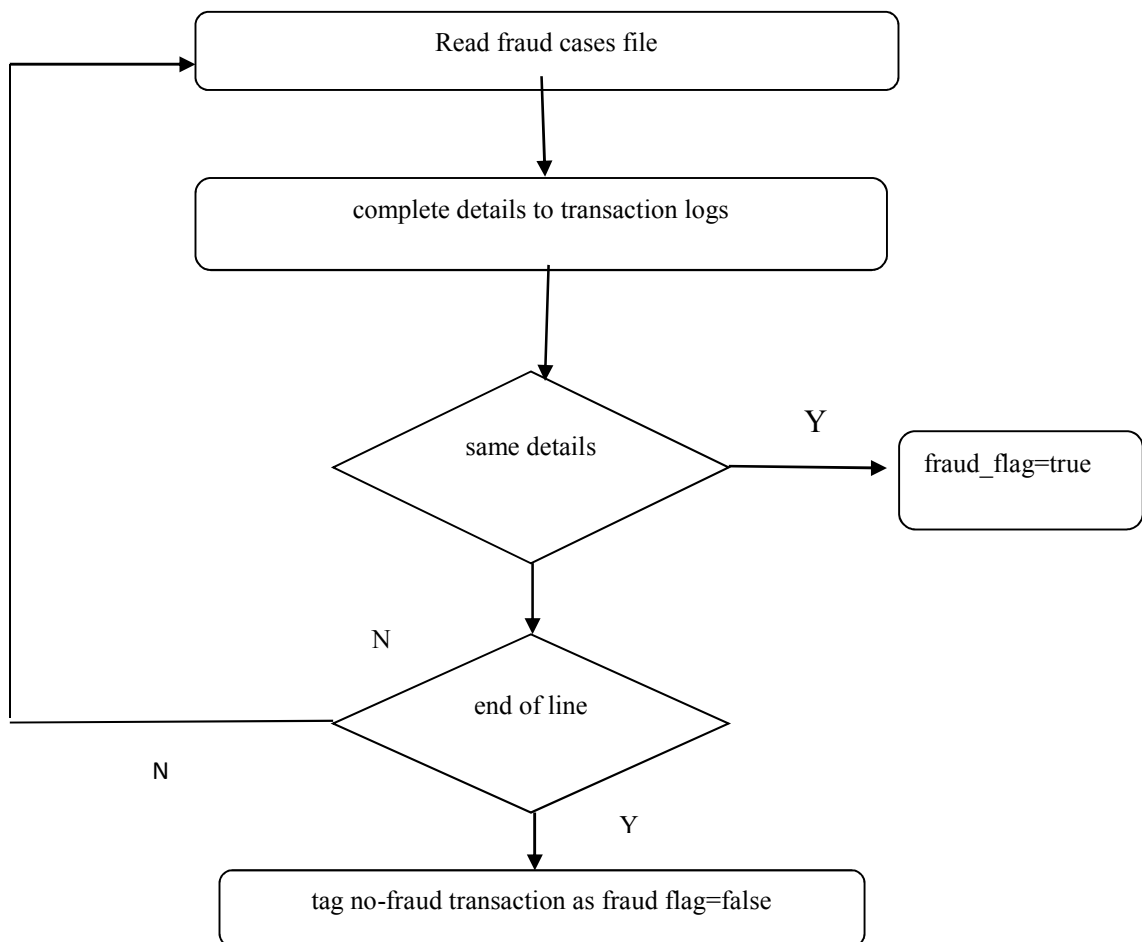 Read fraud cases file
complete details to transaction logs
same details
Y
fraud_flag=true
N
end of line
N
Y
tag no-fraud transaction as fraud flag=false